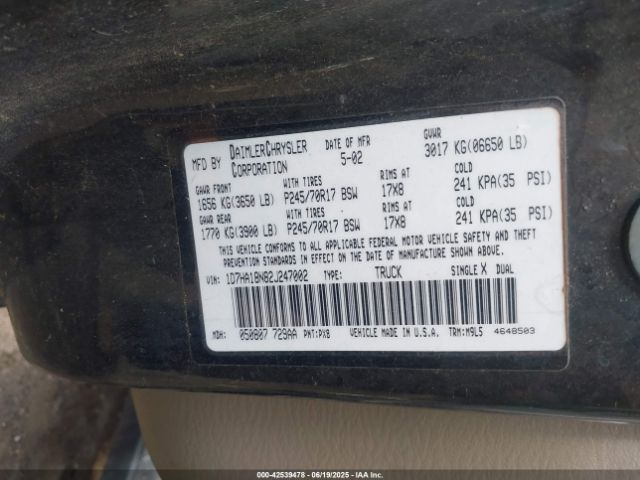 MFD BY DAIMLERCHRYSLER CORPORATION DATE OF MFR 5-02 GVWR 3017 KG(06650 LB)
GAWR FRONT WITH TIRES RIMS AT COLD
1656 KG(3650 LB) P245/70R17 BSW 17X8 241 KPA(35 PSI)
GAWR REAR WITH TIRES RIMS AT COLD
1770 KG(3900 LB) P245/70R17 BSW 17X8 241 KPA(35 PSI)
THIS VEHICLE CONFORMS TO ALL APPLICABLE FEDERAL MOTOR VEHICLE SAFETY AND THEFT
PREVENTION STANDARDS IN EFFECT ON THE DATE OF MANUFACTURE SHOWN ABOVE.
VIN: 1D7HA18N82J247002 TYPE: TRUCK SINGLE X DUAL
MDH: 050807 729AA PNT:PX8 VEHICLE MADE IN U.S.A. TRM:M9L5 4648503
000-42539478 - 06/19/2025 - IAAI.COM